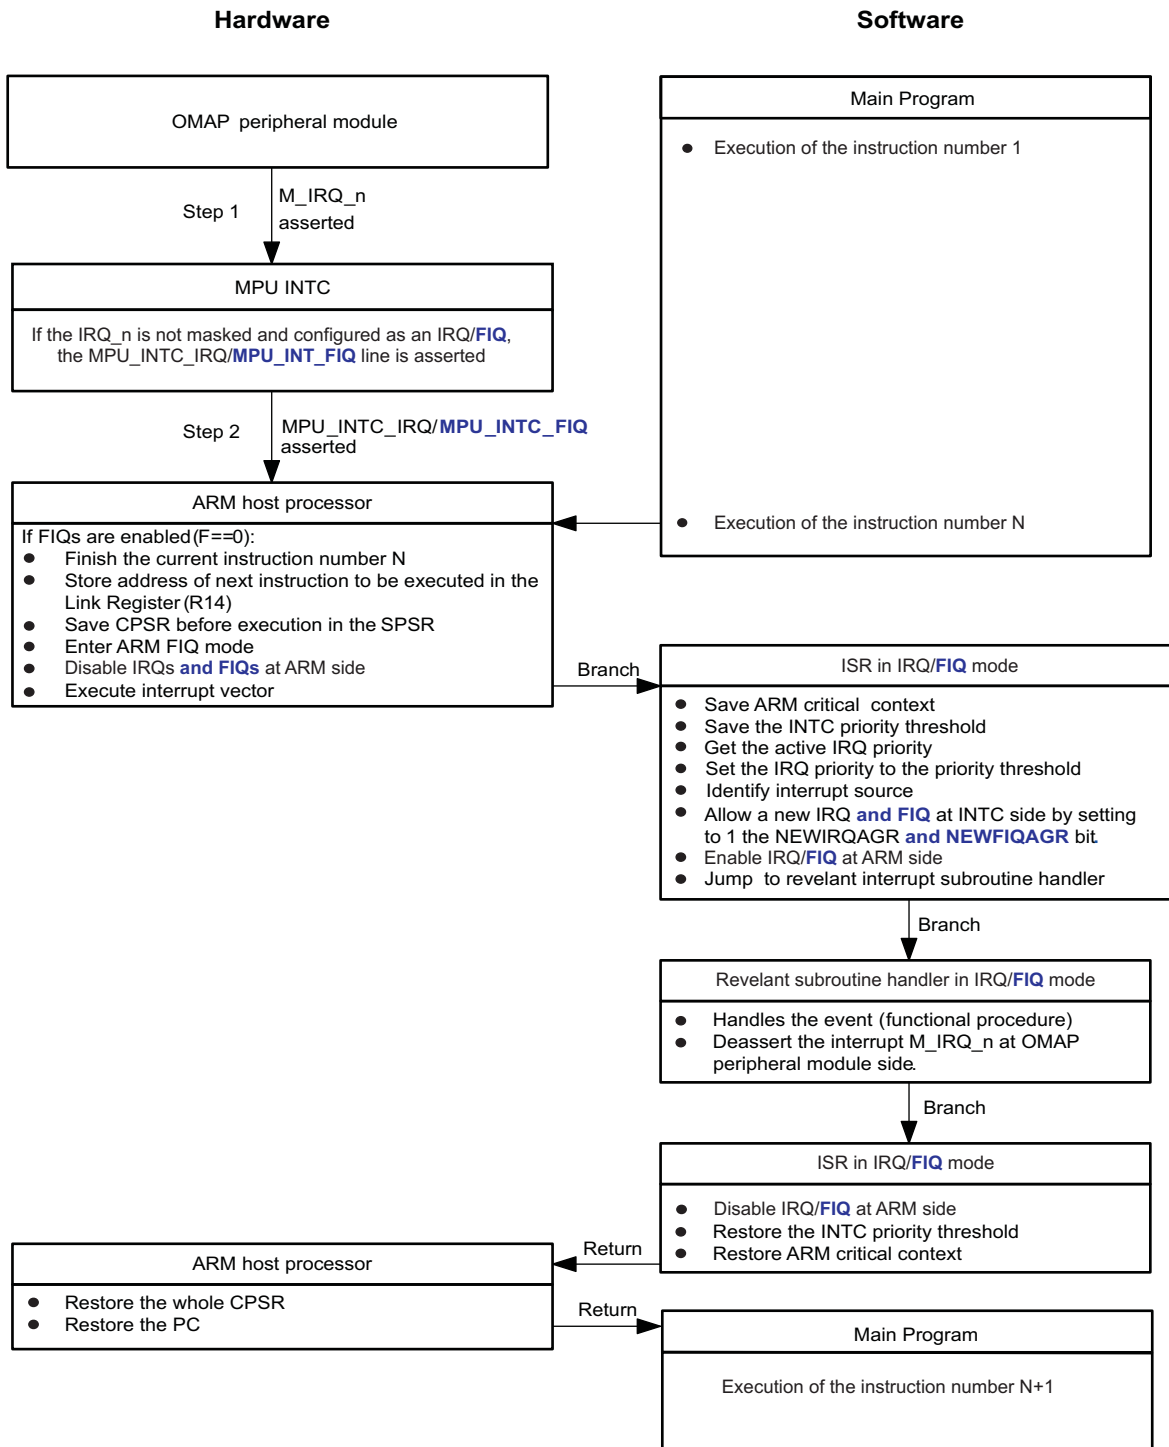 Hardware
Software
OMAP peripheral module
Main Program
● Execution of the instruction number 1
Step 1
M_IRQ_n
asserted
MPU INTC
If the IRQ_n is not masked and configured as an IRQ/FIQ,
the MPU_INTC_IRQ/MPU_INT_FIQ line is asserted
Step 2
MPU_INTC_IRQ/MPU_INTC_FIQ
asserted
ARM host processor
If FIQs are enabled(F==0):
● Finish the current instruction number N
● Store address of next instruction to be executed in the
Link Register(R14)
● Save CPSR before execution in the SPSR
● Enter ARM FIQ mode
● Disable IRQs and FIQs at ARM side
● Execute interrupt vector
● Execution of the instruction number N
Branch
ISR in IRQ/FIQ mode
● Save ARM critical context
● Save the INTC priority threshold
● Get the active IRQ priority
● Set the IRQ priority to the priority threshold
● Identify interrupt source
● Allow a new IRQ and FIQ at INTC side by setting
to 1 the NEWIRQAGR and NEWFIQAGR bit.
● Enable IRQ/FIQ at ARM side
● Jump to revelant interrupt subroutine handler
Branch
Revelant subroutine handler in IRQ/FIQ mode
● Handles the event (functional procedure)
● Deassert the interrupt M_IRQ_n at OMAP
peripheral module side.
Branch
ISR in IRQ/FIQ mode
● Disable IRQ/FIQ at ARM side
● Restore the INTC priority threshold
● Restore ARM critical context
Return
ARM host processor
● Restore the whole CPSR
● Restore the PC
Return
Main Program
Execution of the instruction number N+1